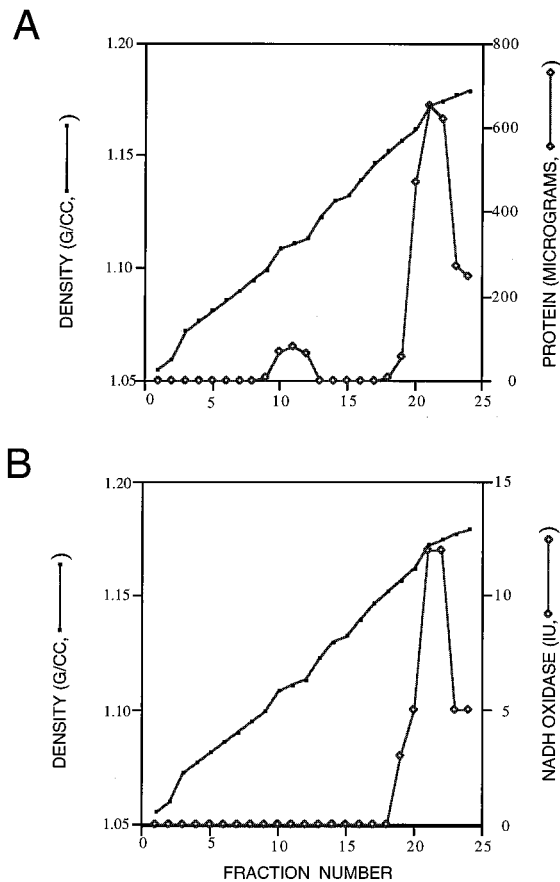 A
1.20
1.15
1.10
1.05
DENSITY (G/CC, )
800
600
400
200
0
PROTEIN (MICROGRAMS, )
0 5 10 15 20 25
B
1.20
1.15
1.10
1.05
DENSITY (G/CC, )
15
10
5
0
NADH OXIDASE (IU, )
0 5 10 15 20 25
FRACTION NUMBER